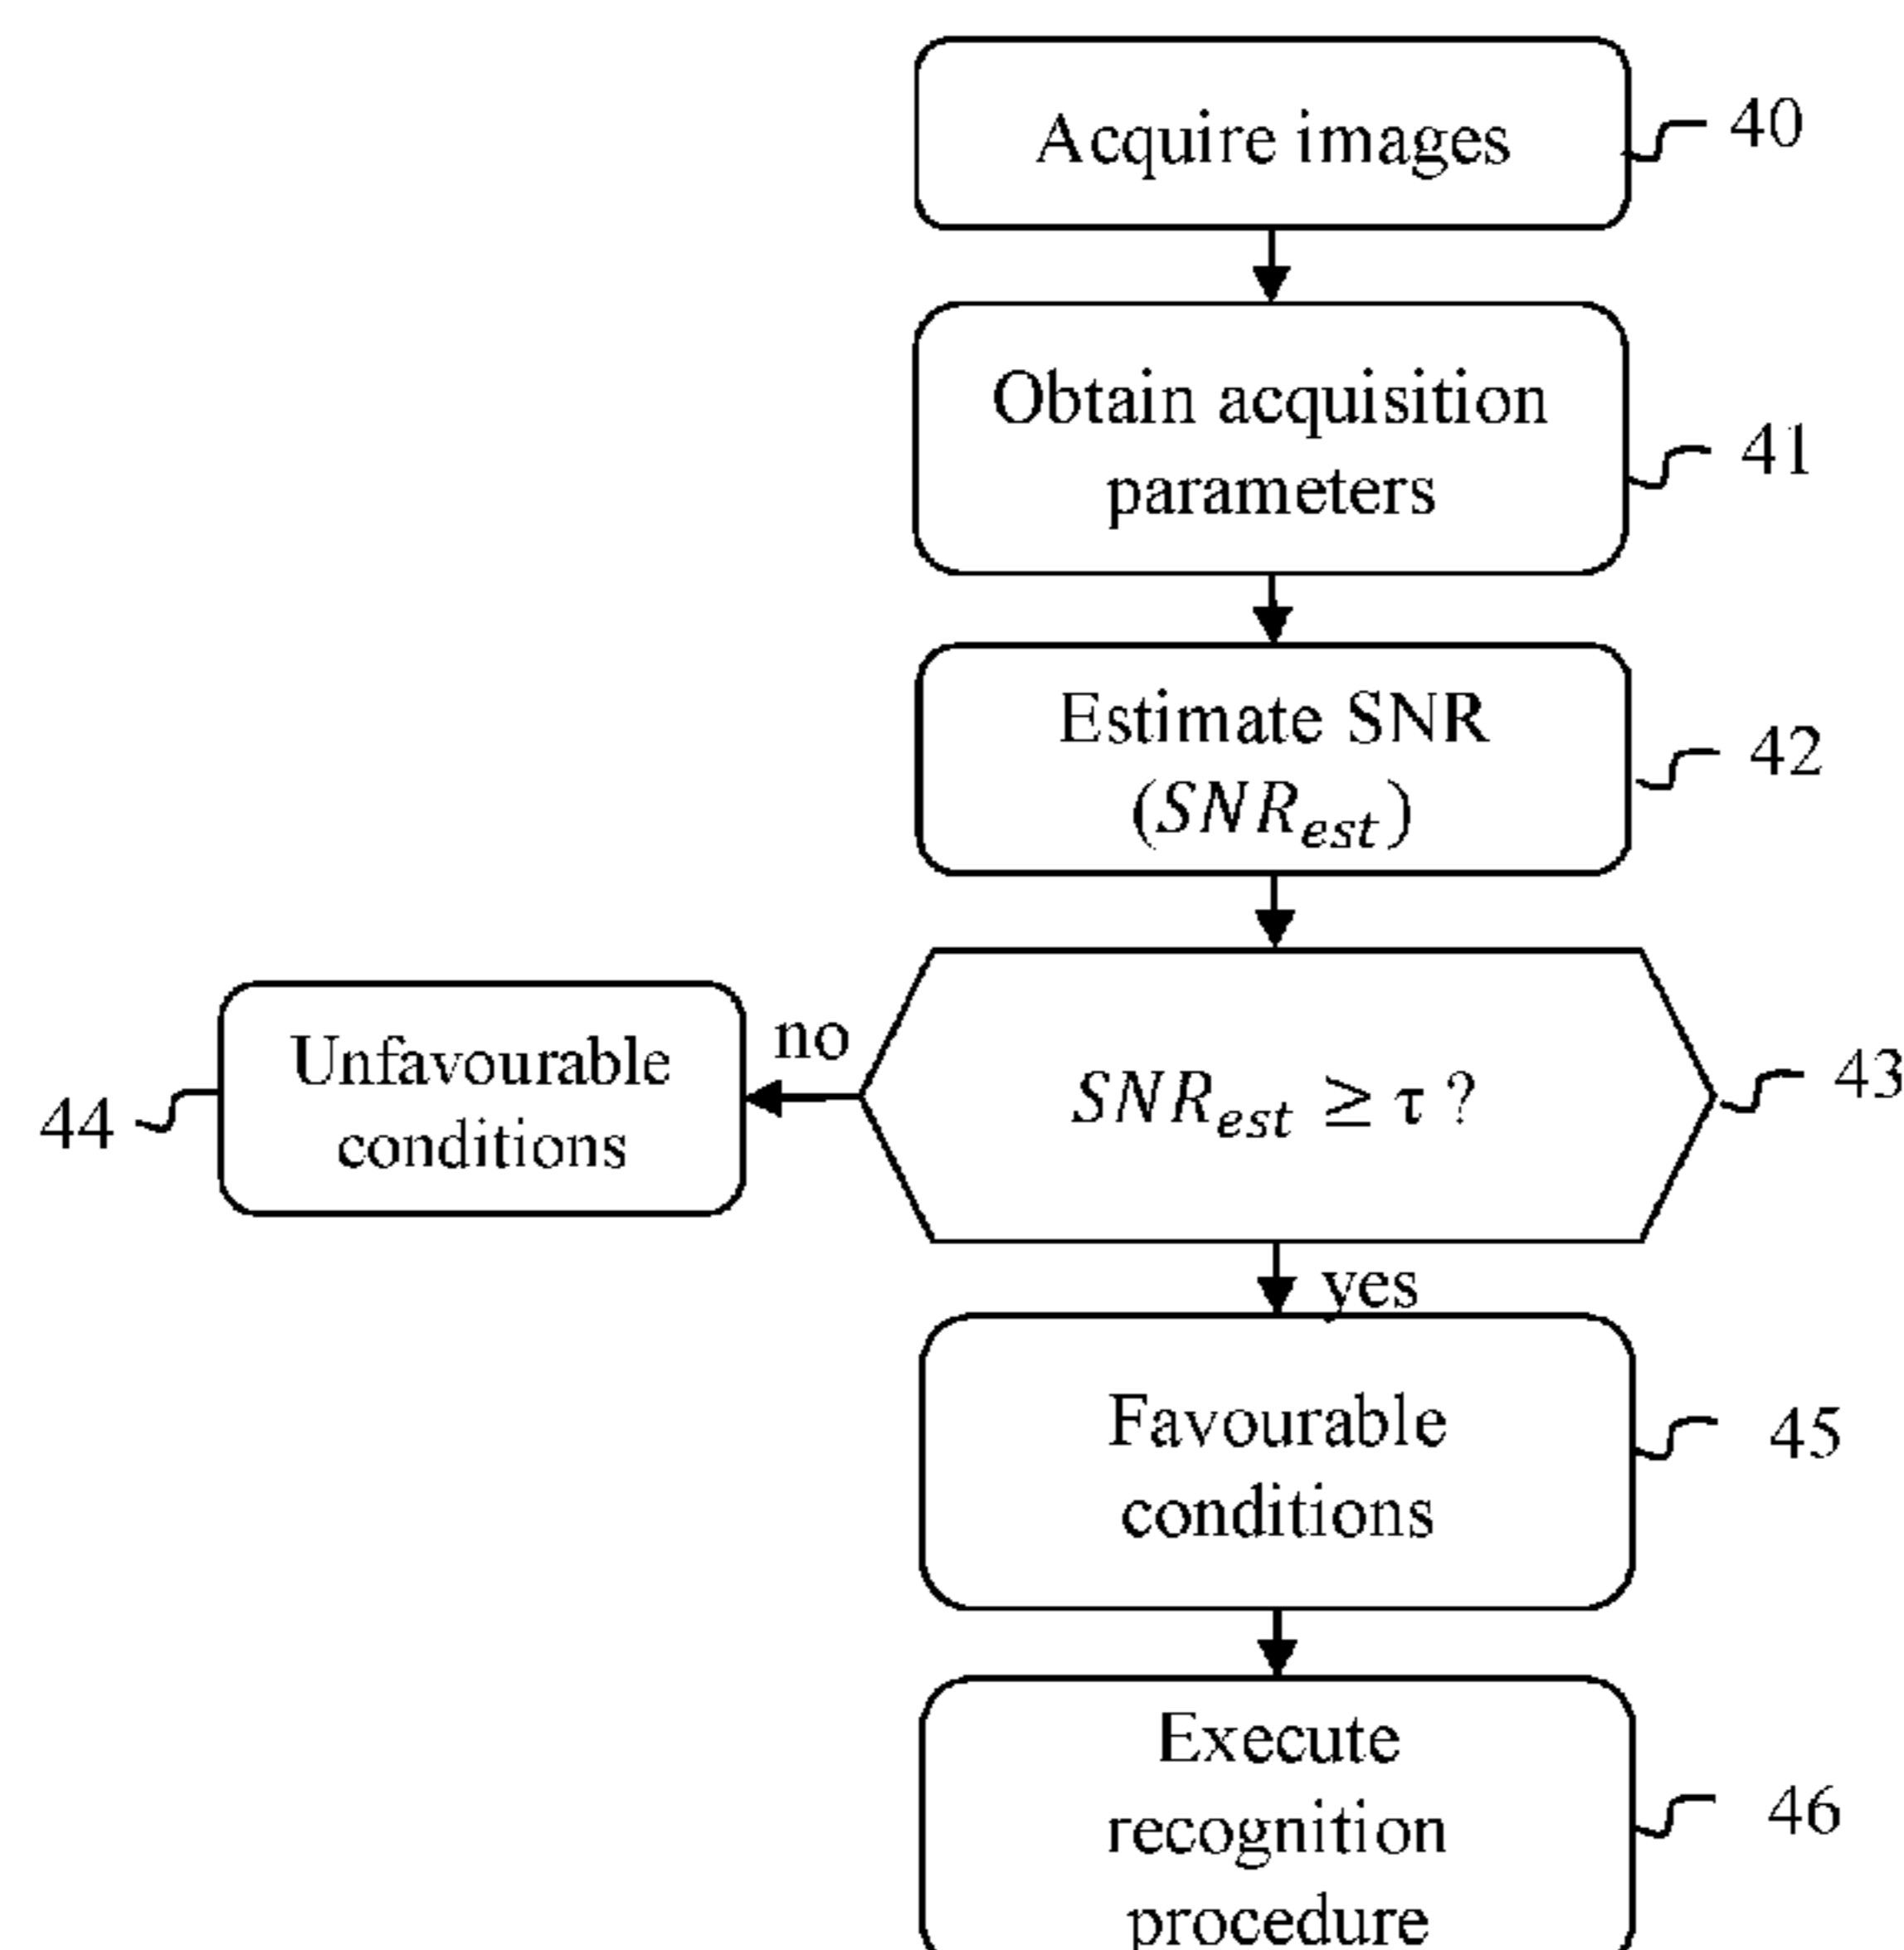 Acquire images
40
Obtain acquisition
parameters
41
Estimate SNR
(SNR_est)
42
SNR_est ≥ τ ?
43
no
Unfavourable
conditions
44
yes
Favourable
conditions
45
Execute
recognition
procedure
46